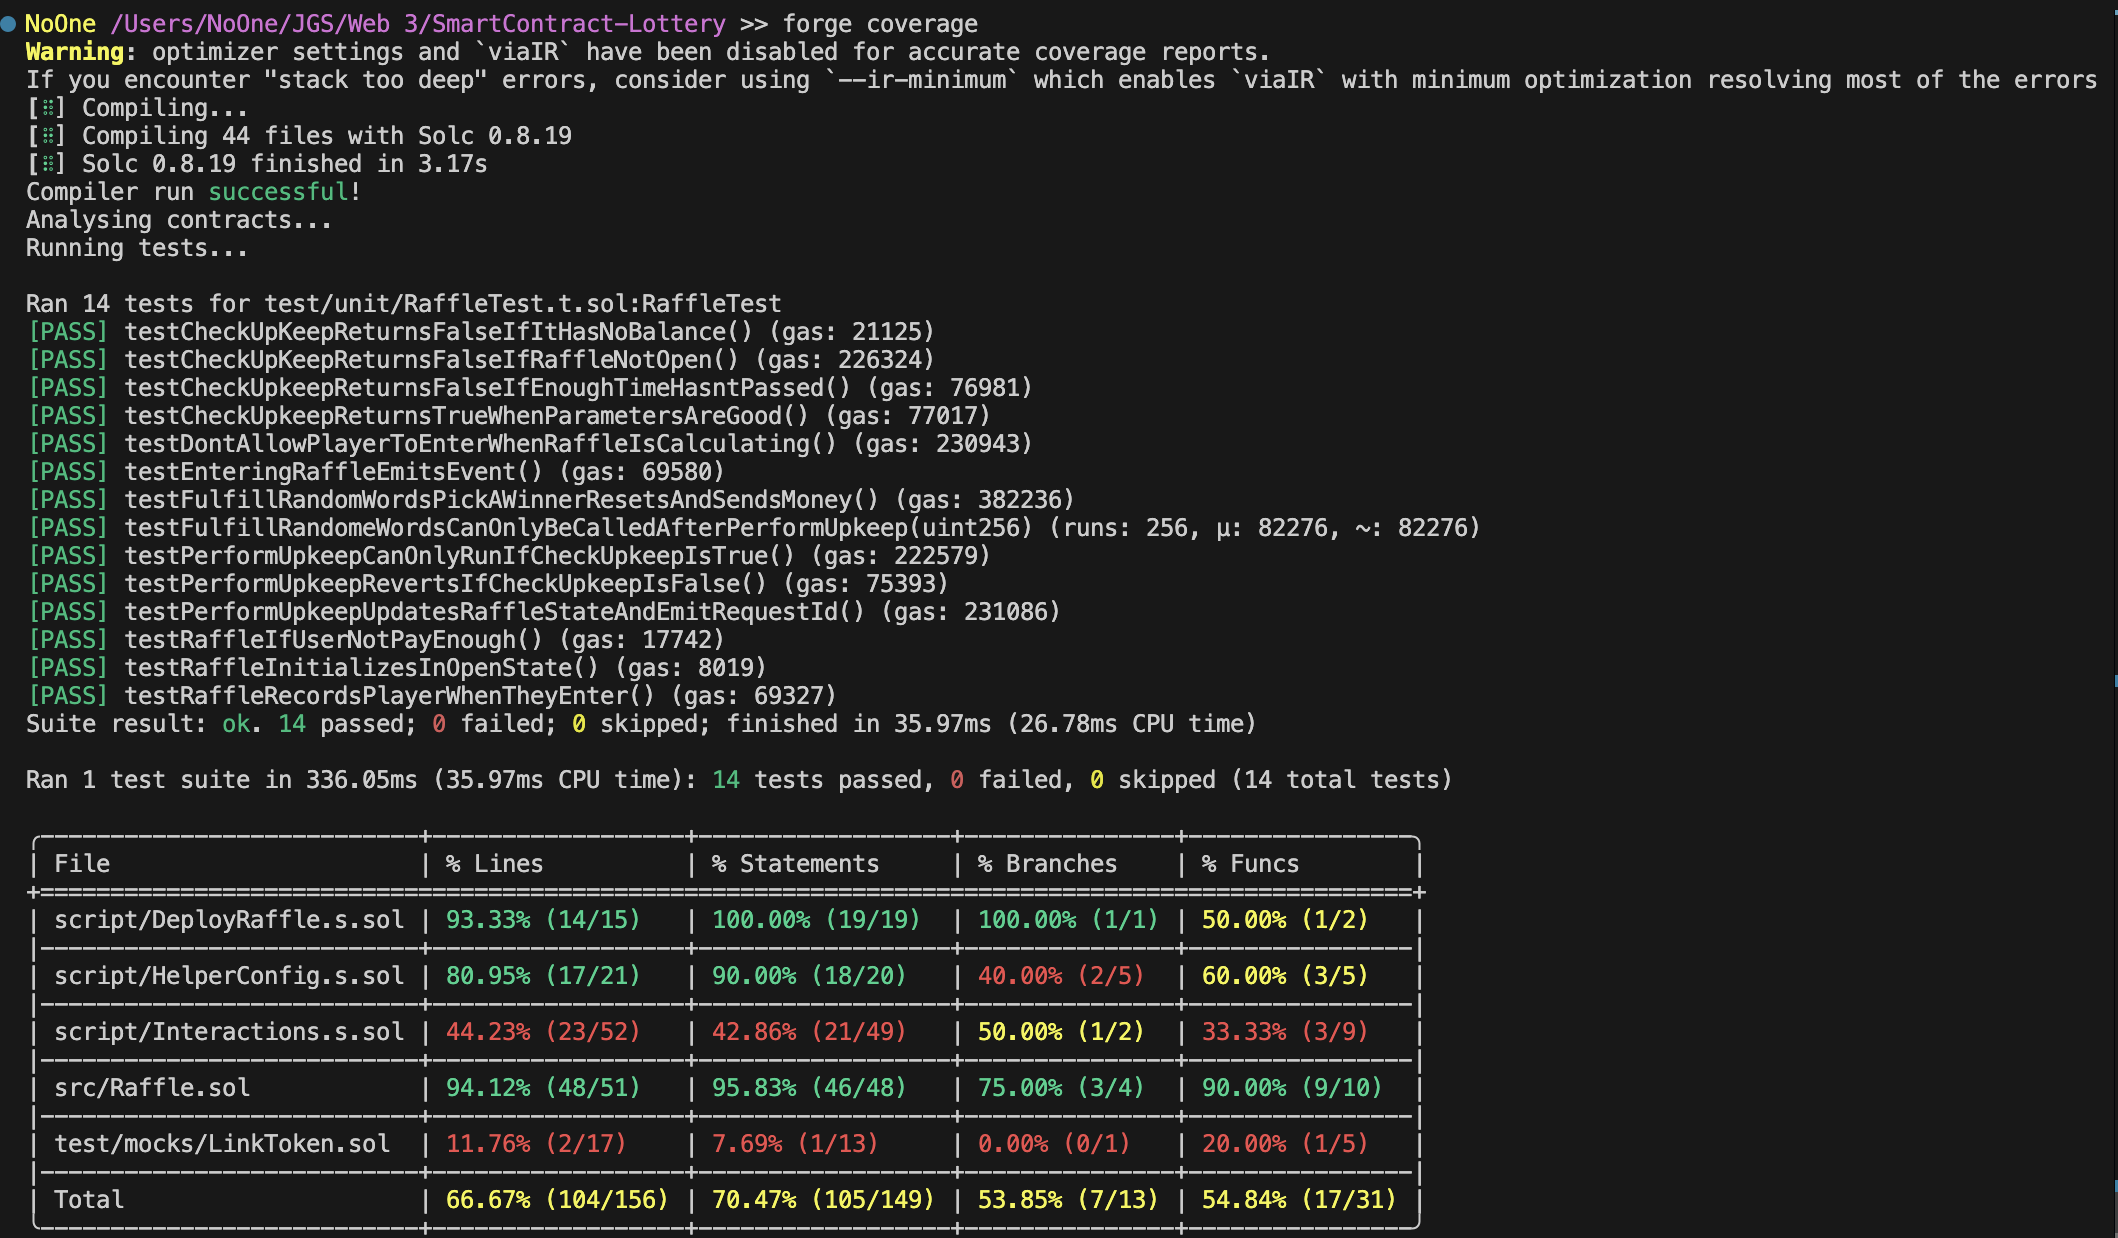 NoOne /Users/NoOne/JGS/Web 3/SmartContract-Lottery >> forge coverage
Warning: optimizer settings and `viaIR` have been disabled for accurate coverage reports.
If you encounter "stack too deep" errors, consider using `--ir-minimum` which enables `viaIR` with minimum optimization resolving most of the errors
[⠿] Compiling...
[⠿] Compiling 44 files with Solc 0.8.19
[⠿] Solc 0.8.19 finished in 3.17s
Compiler run successful!
Analysing contracts...
Running tests...
Ran 14 tests for test/unit/RaffleTest.t.sol:RaffleTest
[PASS] testCheckUpKeepReturnsFalseIfItHasNoBalance() (gas: 21125)
[PASS] testCheckUpKeepReturnsFalseIfRaffleNotOpen() (gas: 226324)
[PASS] testCheckUpkeepReturnsFalseIfEnoughTimeHasntPassed() (gas: 76981)
[PASS] testCheckUpkeepReturnsTrueWhenParametersAreGood() (gas: 77017)
[PASS] testDontAllowPlayerToEnterWhenRaffleIsCalculating() (gas: 230943)
[PASS] testEnteringRaffleEmitsEvent() (gas: 69580)
[PASS] testFulfillRandomWordsPickAWinnerResetsAndSendsMoney() (gas: 382236)
[PASS] testFulfillRandomeWordsCanOnlyBeCalledAfterPerformUpkeep(uint256) (runs: 256, μ: 82276, ~: 82276)
[PASS] testPerformUpkeepCanOnlyRunIfCheckUpkeepIsTrue() (gas: 222579)
[PASS] testPerformUpkeepRevertsIfCheckUpkeepIsFalse() (gas: 75393)
[PASS] testPerformUpkeepUpdatesRaffleStateAndEmitRequestId() (gas: 231086)
[PASS] testRaffleIfUserNotPayEnough() (gas: 17742)
[PASS] testRaffleInitializesInOpenState() (gas: 8019)
[PASS] testRaffleRecordsPlayerWhenTheyEnter() (gas: 69327)
Suite result: ok. 14 passed; 0 failed; 0 skipped; finished in 35.97ms (26.78ms CPU time)
Ran 1 test suite in 336.05ms (35.97ms CPU time): 14 tests passed, 0 failed, 0 skipped (14 total tests)
| File | % Lines | % Statements | % Branches | % Funcs |
| script/DeployRaffle.s.sol | 93.33% (14/15) | 100.00% (19/19) | 100.00% (1/1) | 50.00% (1/2) |
| script/HelperConfig.s.sol | 80.95% (17/21) | 90.00% (18/20) | 40.00% (2/5) | 60.00% (3/5) |
| script/Interactions.s.sol | 44.23% (23/52) | 42.86% (21/49) | 50.00% (1/2) | 33.33% (3/9) |
| src/Raffle.sol | 94.12% (48/51) | 95.83% (46/48) | 75.00% (3/4) | 90.00% (9/10) |
| test/mocks/LinkToken.sol | 11.76% (2/17) | 7.69% (1/13) | 0.00% (0/1) | 20.00% (1/5) |
| Total | 66.67% (104/156) | 70.47% (105/149) | 53.85% (7/13) | 54.84% (17/31) |